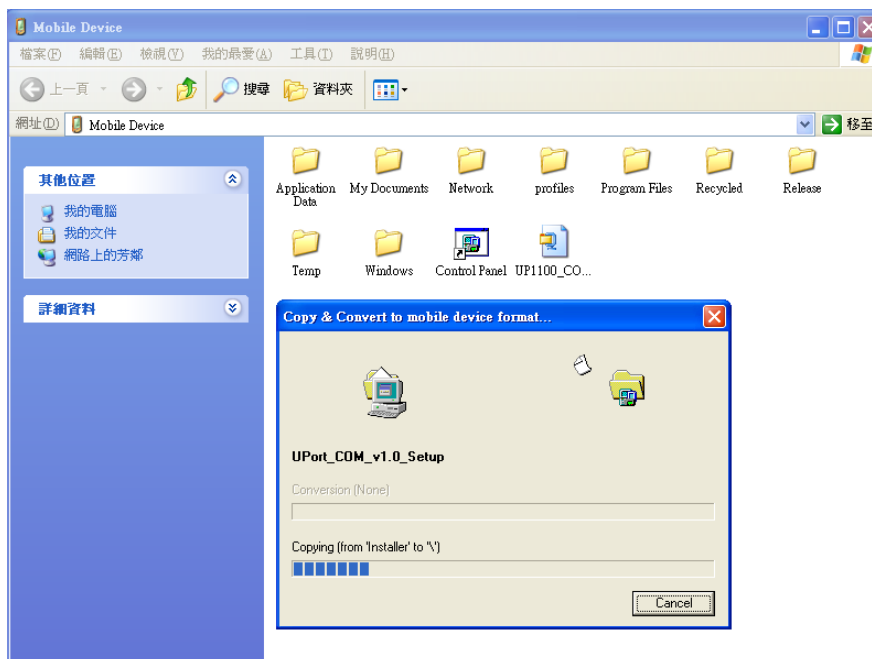 Mobile Device
檔案(F) 編輯(E) 檢視(V) 我的最愛(A) 工具(T) 說明(H)
上一頁 搜尋 資料夾
網址(D) Mobile Device 移至
其他位置
我的電腦
我的文件
網路上的芳鄰
詳細資料
Application Data
My Documents
Network
profiles
Program Files
Recycled
Release
Temp
Windows
Control Panel
UP1100_CO...
Copy & Convert to mobile device format...
UPort_COM_v1.0_Setup
Conversion (None)
Copying (from 'Installer' to '\')
Cancel